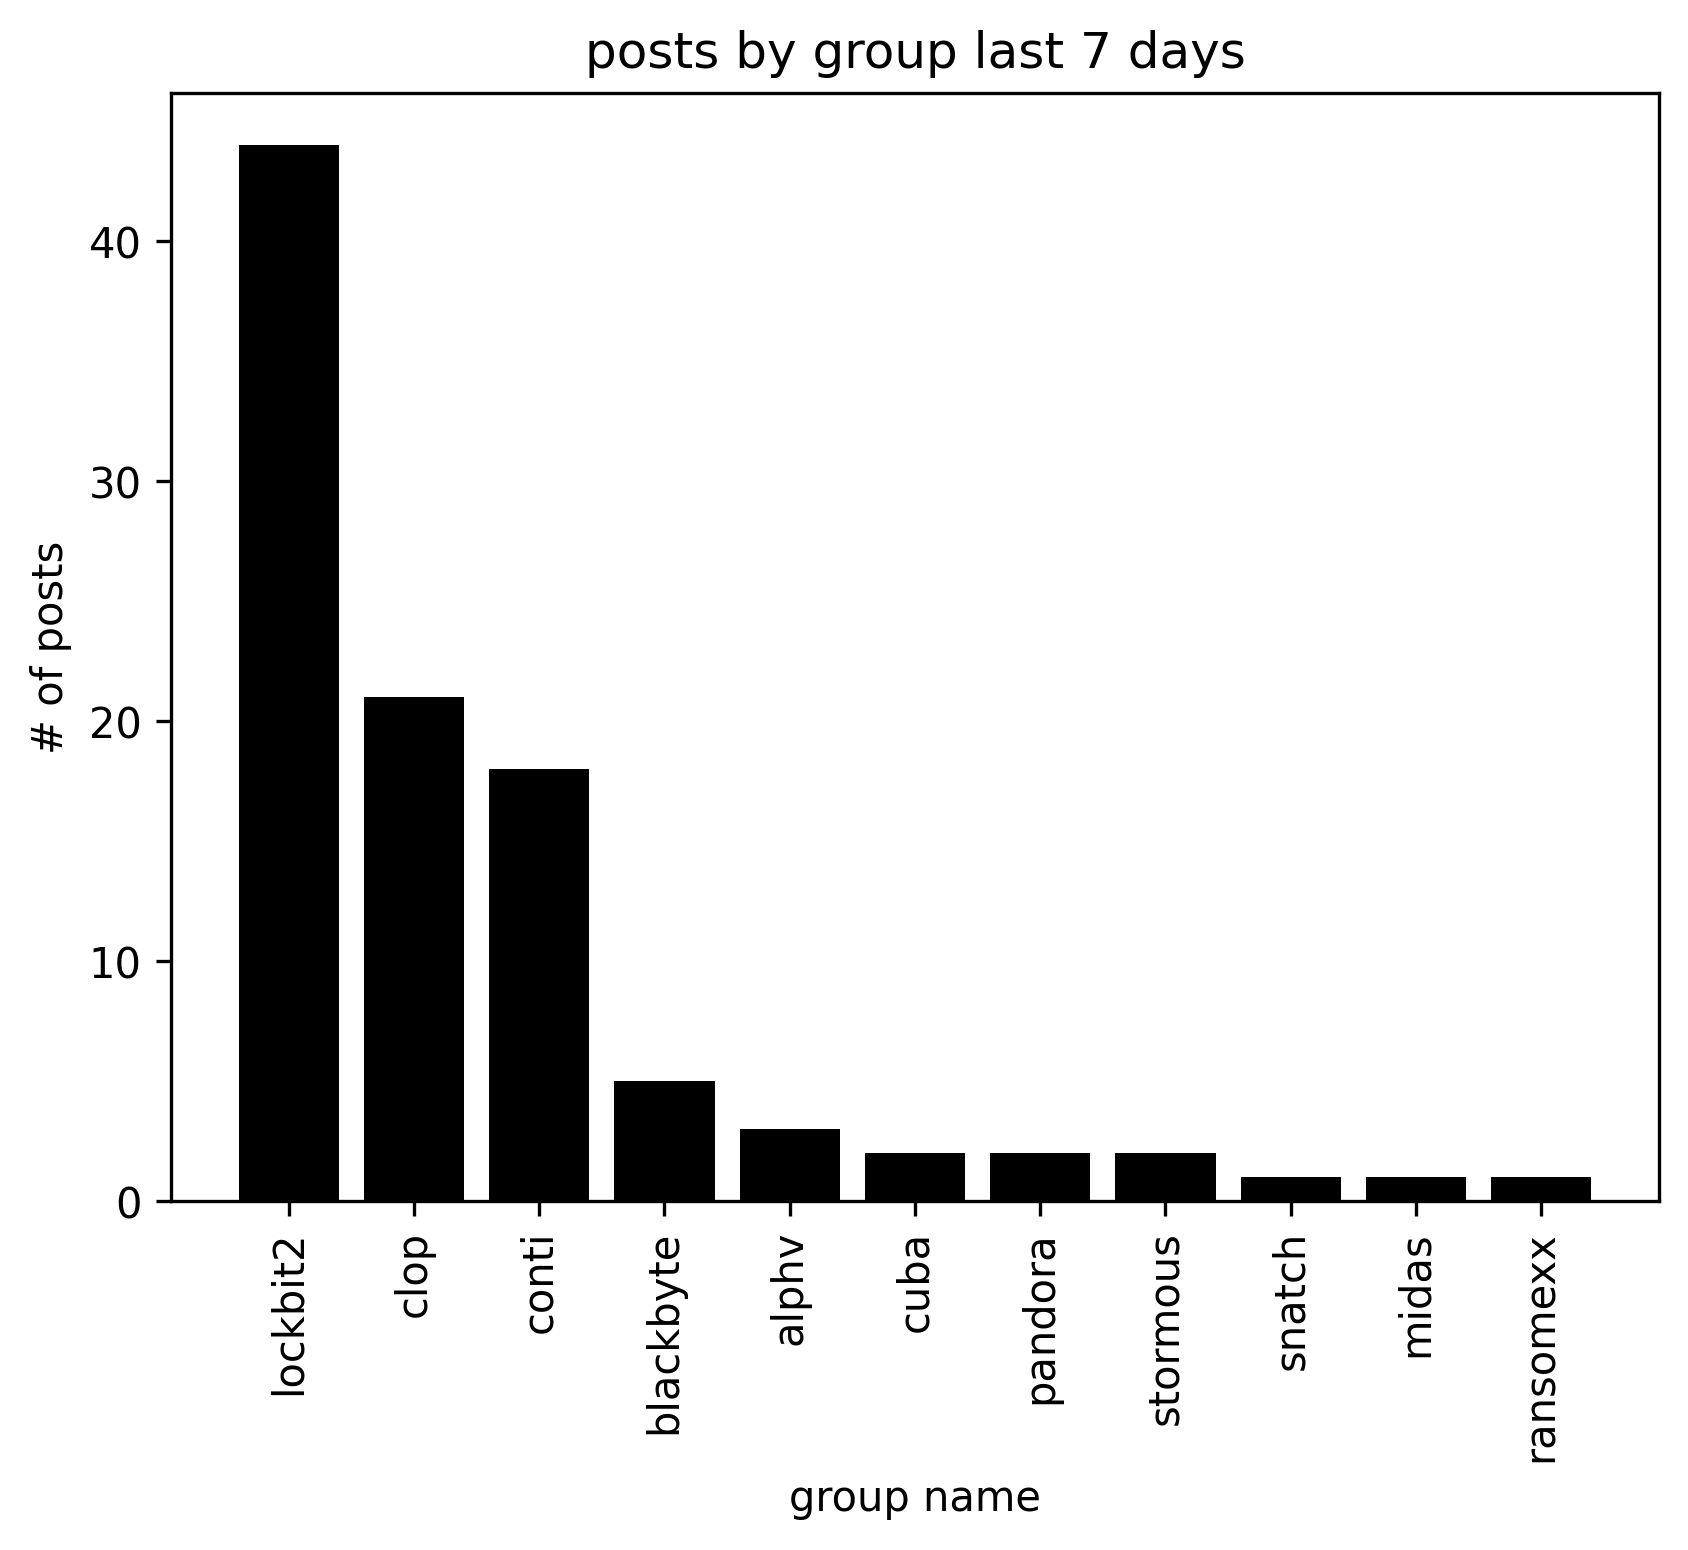 posts by group last 7 days
# of posts
40
30
20
10
0
lockbit2
clop
conti
blackbyte
alphv
cuba
pandora
stormous
snatch
midas
ransomexx
group name